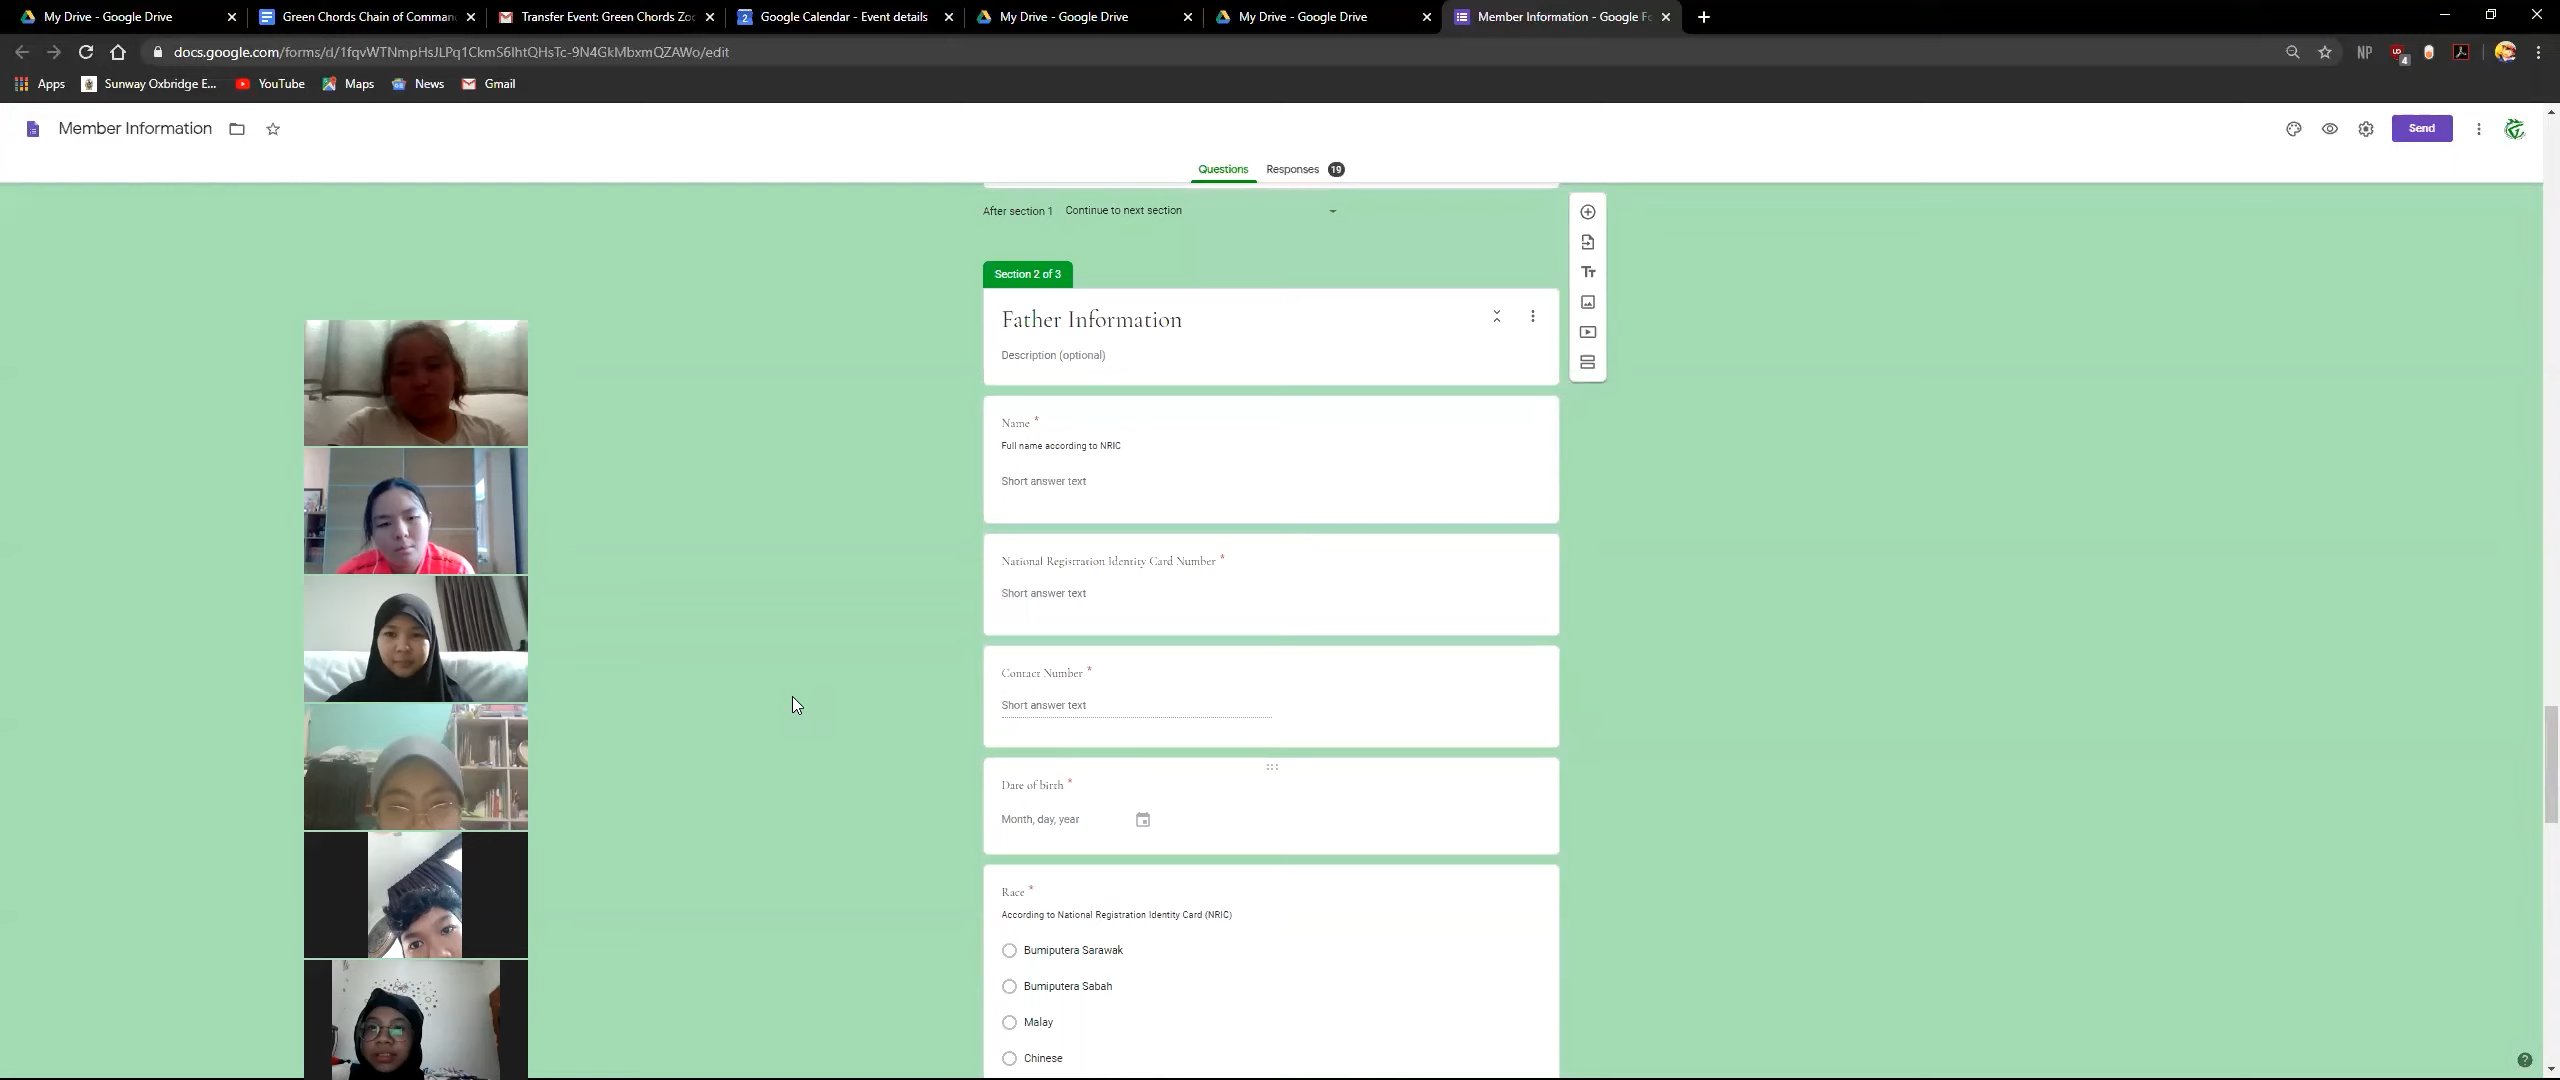 My Drive - Google Drive
Green Chords Chain of Comman
Transfer Event: Green Chords Zoo
Google Calendar - Event details
My Drive - Google Drive
My Drive - Google Drive
Member Information - Google Fo
docs.google.com/forms/d/1fqvWTNmpHsJLPq1CkmS6lhtQHsTc-9N4GkMbxmQZAWo/edit
NP
4
Apps
Sunway Oxbridge E...
YouTube
Maps
News
Gmail
Member Information
Send
Questions
Responses 19
After section 1 Continue to next section
Section 2 of 3
Father Information
Description (optional)
Name *
Full name according to NRIC
Short answer text
National Registration Identity Card Number *
Short answer text
Contact Number *
Short answer text
Date of birth *
Month, day, year
Race *
According to National Registration Identity Card (NRIC)
Bumiputera Sarawak
Bumiputera Sabah
Malay
Chinese